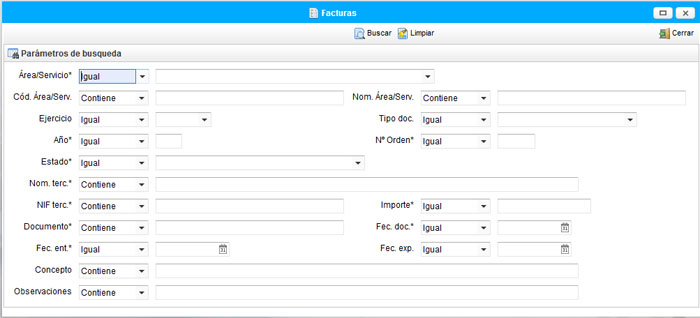 Facturas
Buscar Limpiar Cerrar
Parámetros de busqueda
Área/Servicio* Igual
Cód. Área/Serv. Contiene Nom. Área/Serv. Contiene
Ejercicio Igual Tipo doc. Igual
Año* Igual Nº Orden* Igual
Estado* Igual
Nom. terc.* Contiene
NIF terc.* Contiene Importe* Igual
Documento* Contiene Fec. doc.* Igual
Fec. ent.* Igual Fec. exp. Igual
Concepto Contiene
Observaciones Contiene